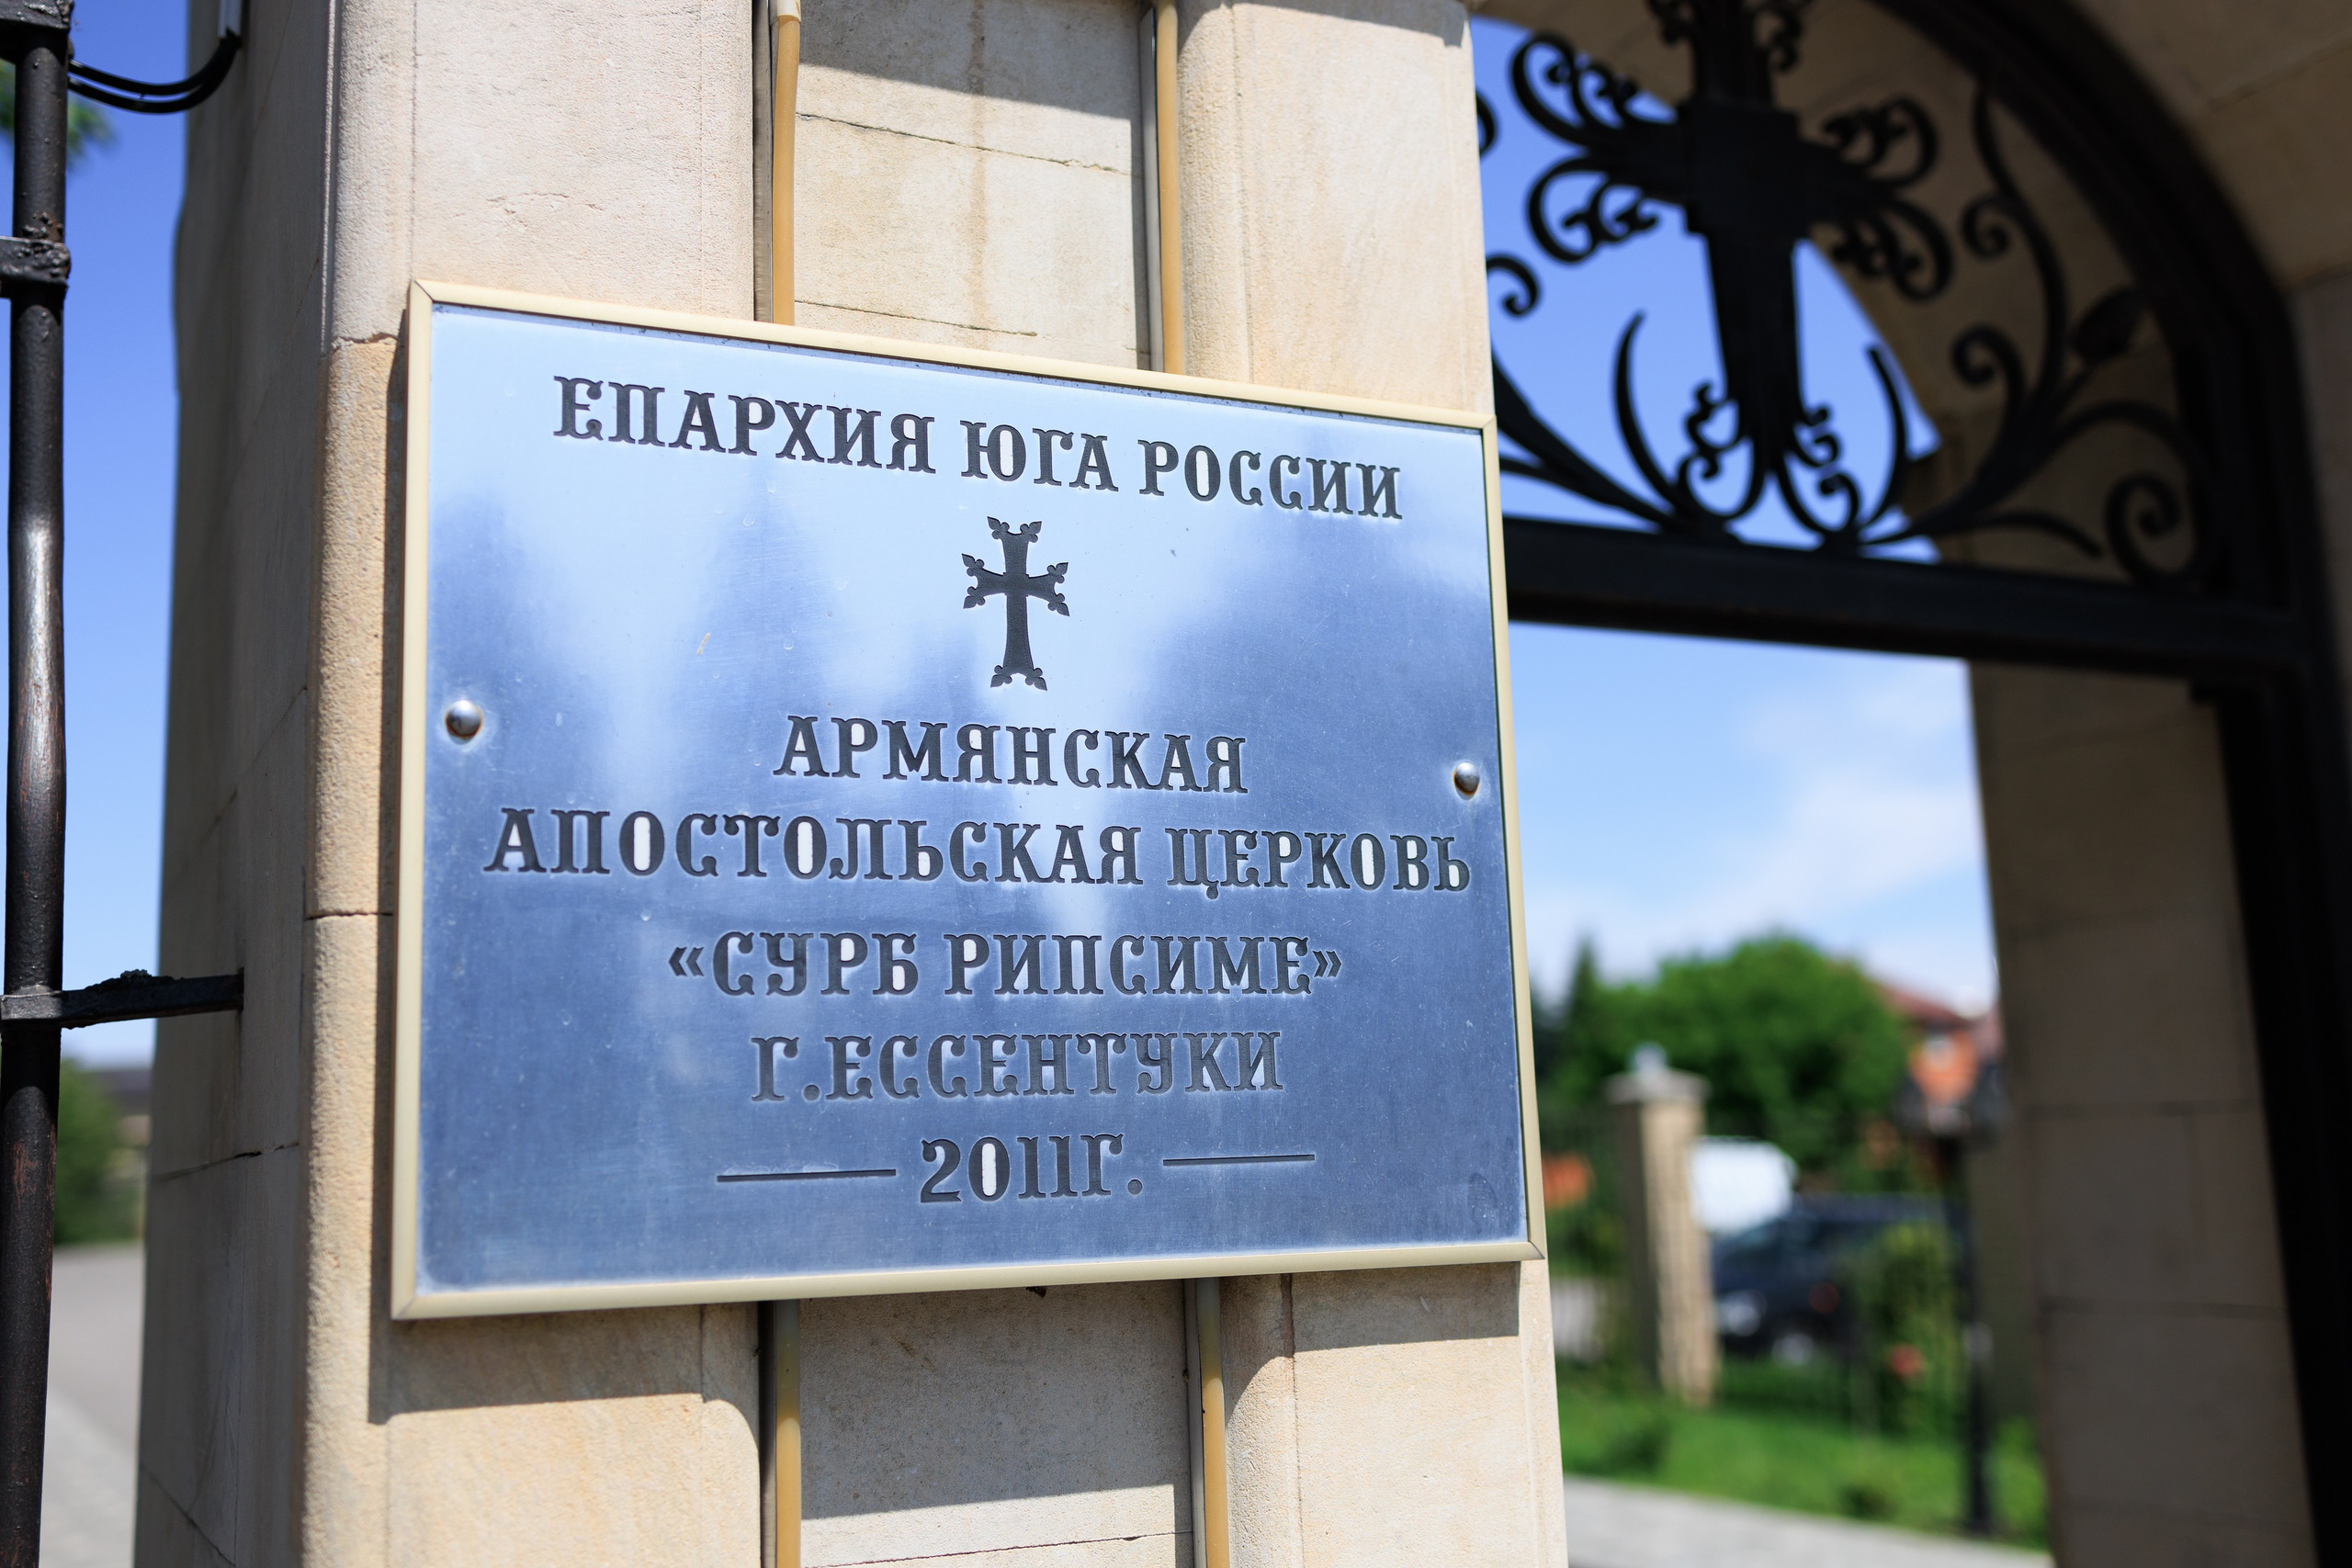 ЕПАРХИЯ ЮГА РОССИИ
АРМЯНСКАЯ
АПОСТОЛЬСКАЯ ЦЕРКОВЬ
«СУРБ РИПСИМЕ»
Г.ЕССЕНТУКИ
2011Г.